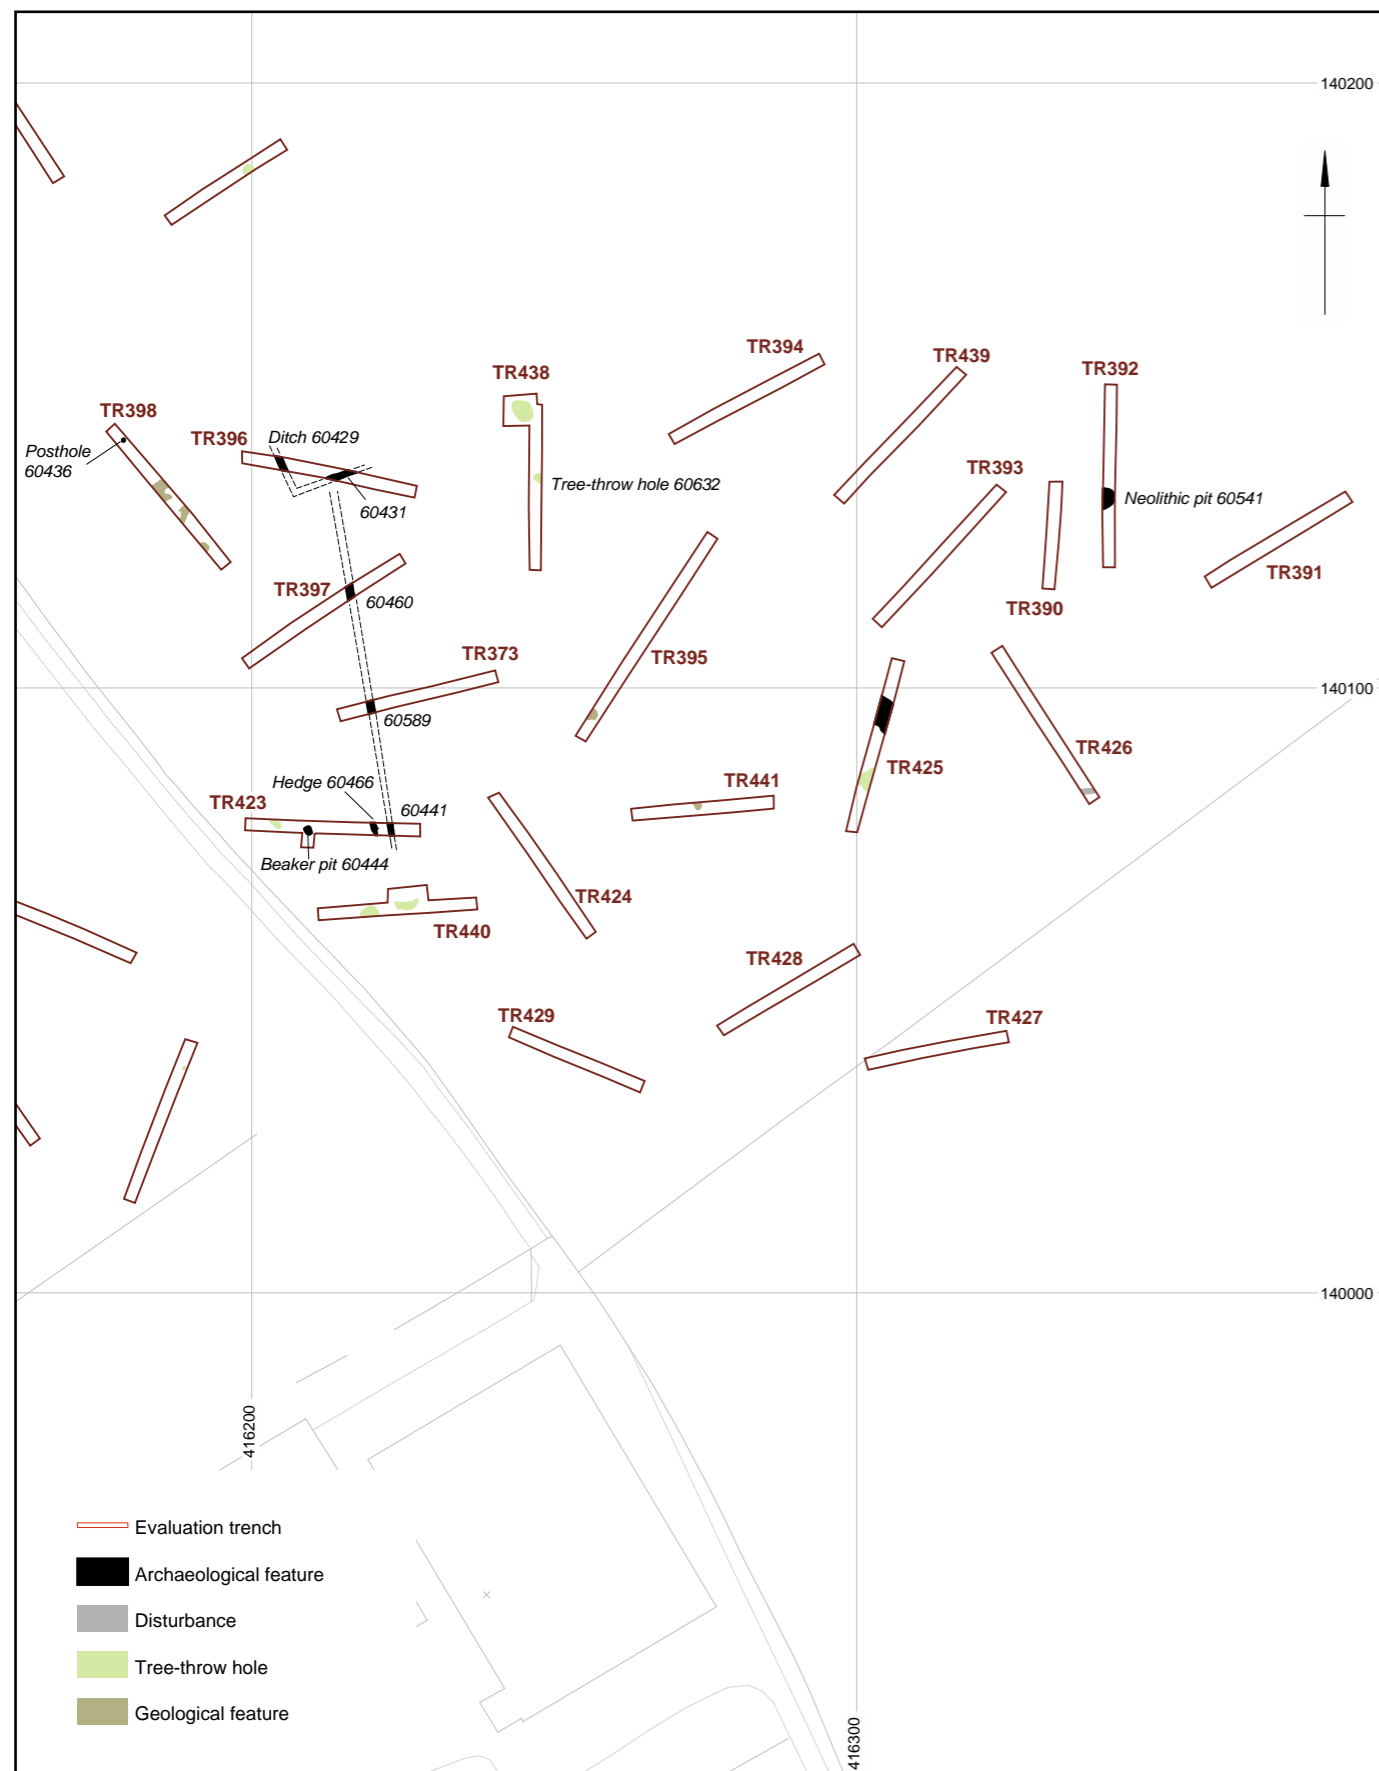 140200
TR394
TR439
TR392
TR438
TR398
TR396
Ditch 60429
Posthole
60436
Tree-throw hole 60632
TR393
Neolithic pit 60541
60431
TR391
TR397
60460
TR390
TR373
TR395
140100
60589
TR426
TR425
Hedge 60466
TR441
TR423
60441
Beaker pit 60444
TR424
TR440
TR428
TR429
TR427
140000
416200
416300
Evaluation trench
Archaeological feature
Disturbance
Tree-throw hole
Geological feature